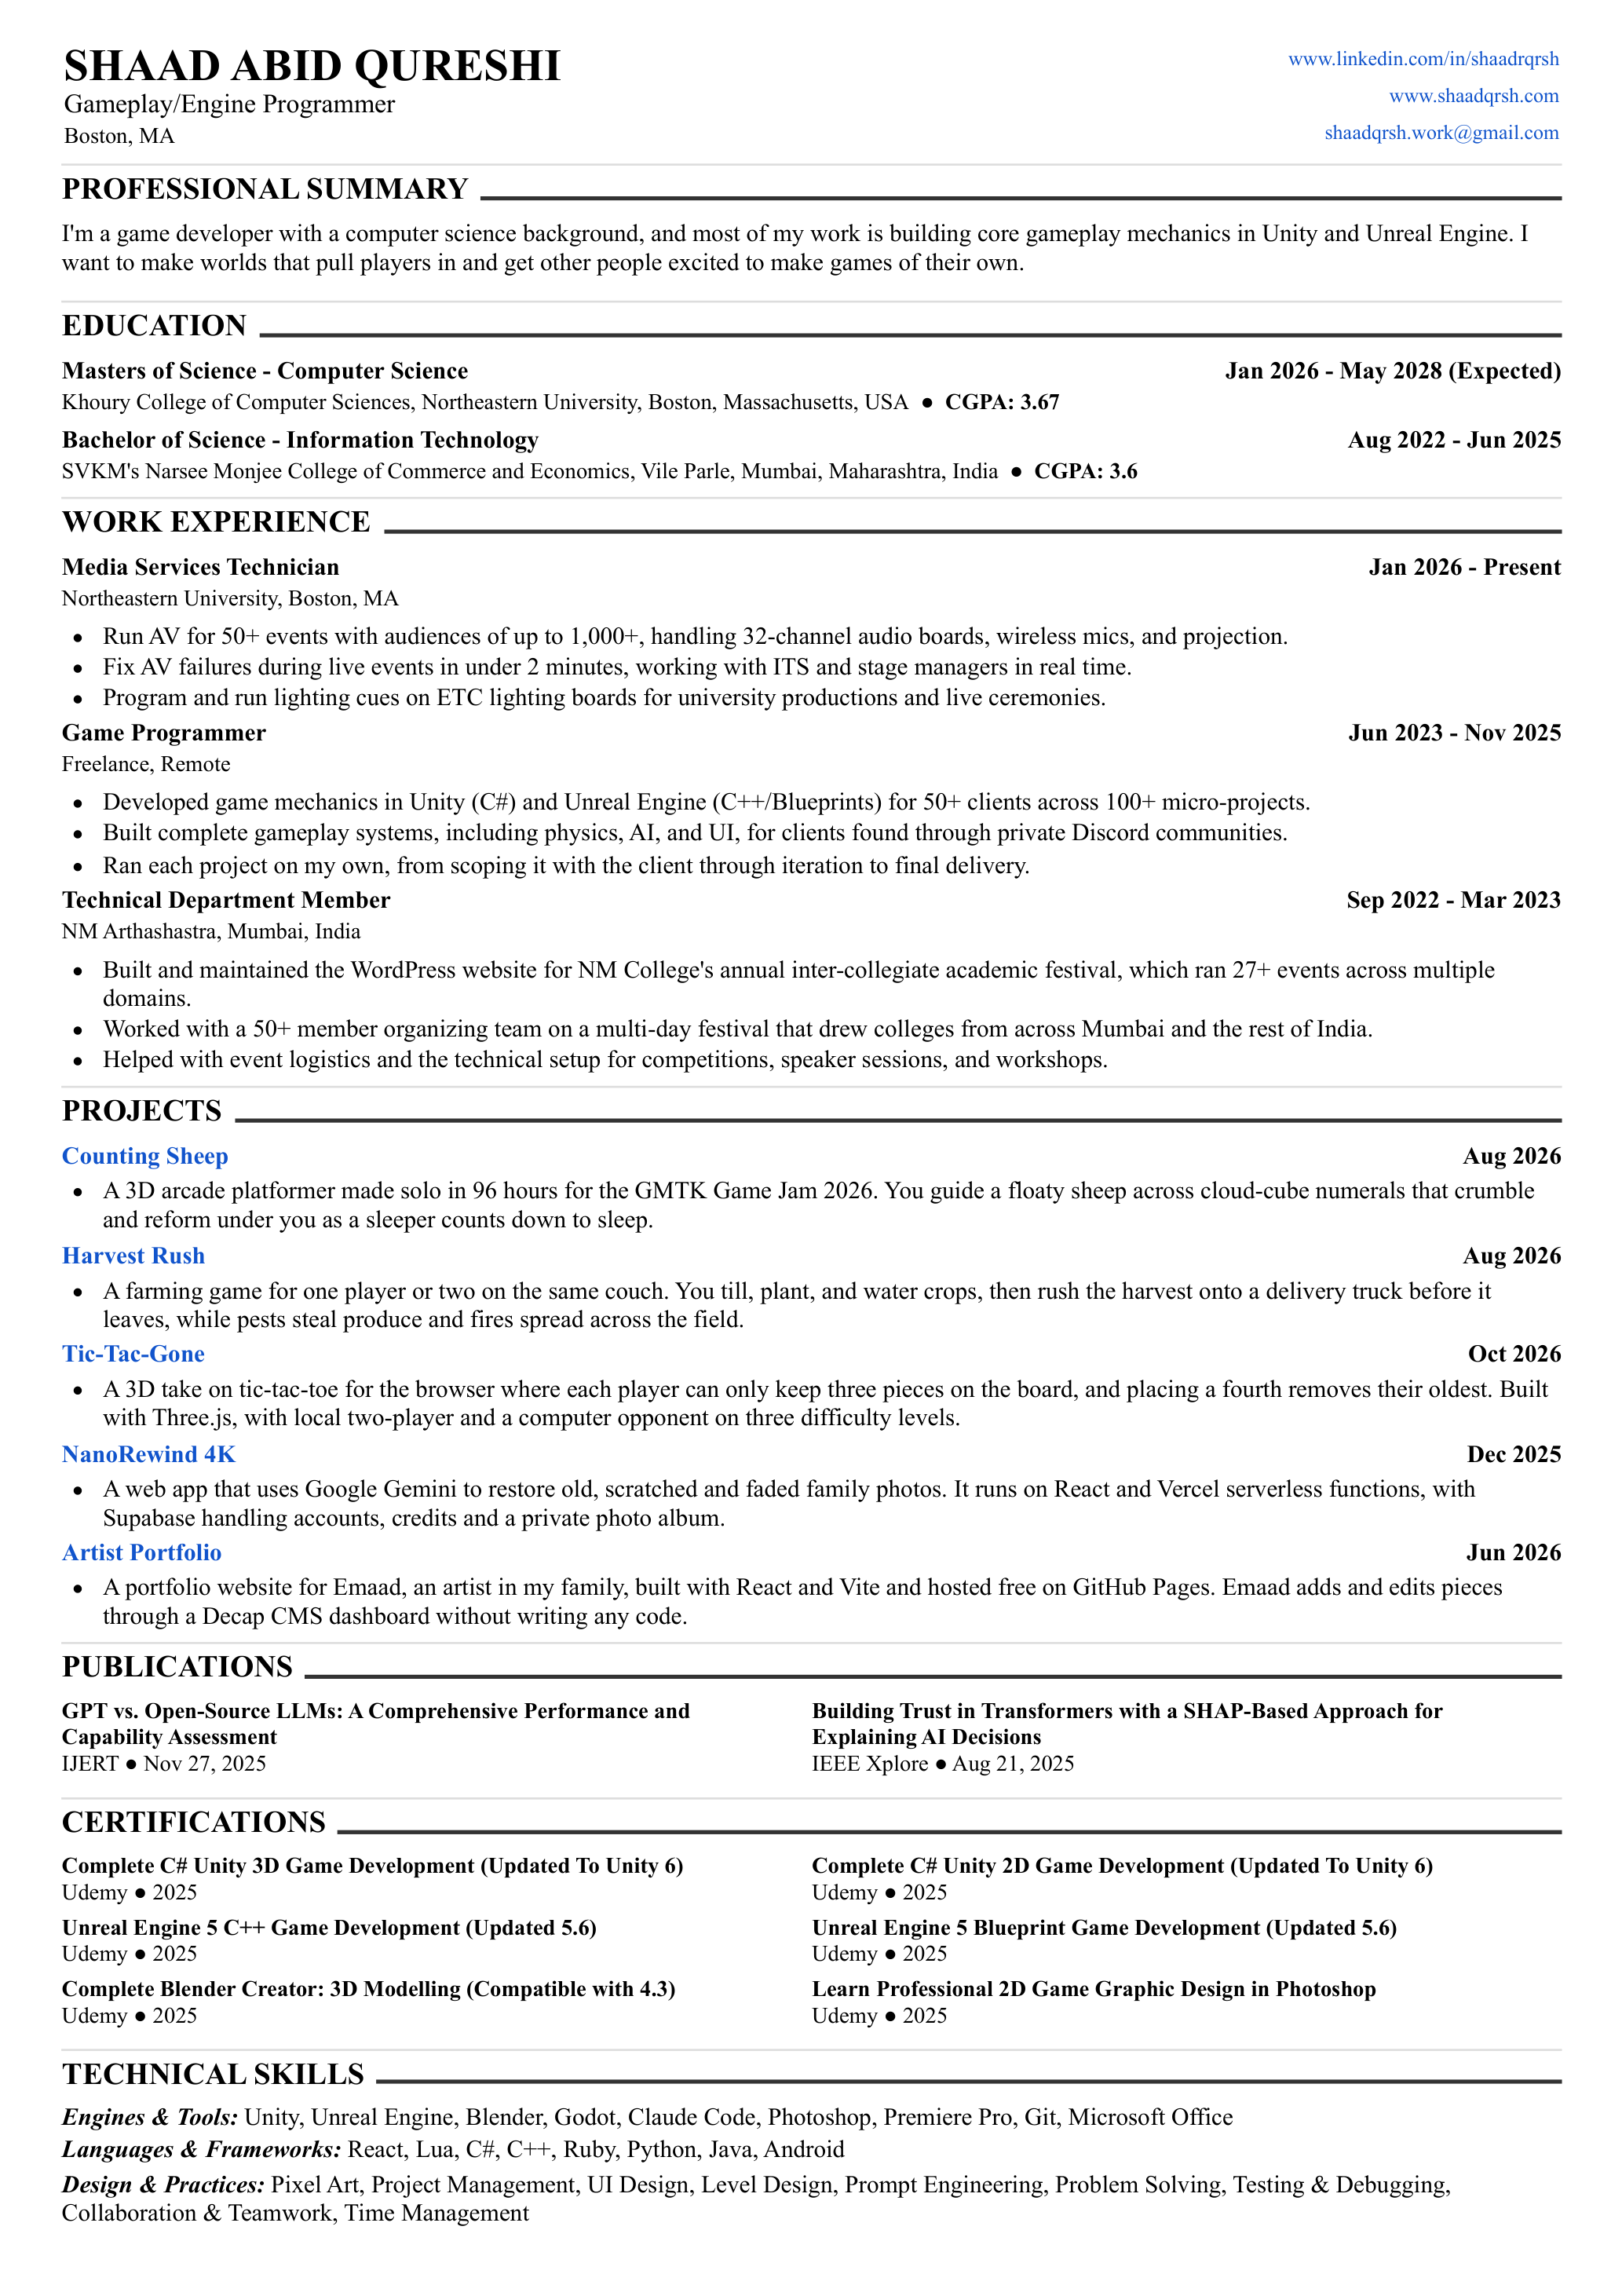 SHAAD ABID QURESHI
Gameplay/Engine Programmer
Boston, MA
www.linkedin.com/in/shaadrqrsh
www.shaadqrsh.com
shaadqrsh.work@gmail.com
PROFESSIONAL SUMMARY
I'm a game developer with a computer science background, and most of my work is building core gameplay mechanics in Unity and Unreal Engine. I
want to make worlds that pull players in and get other people excited to make games of their own.
EDUCATION
Masters of Science - Computer Science Jan 2026 - May 2028 (Expected)
Khoury College of Computer Sciences, Northeastern University, Boston, Massachusetts, USA ● CGPA: 3.67
Bachelor of Science - Information Technology Aug 2022 - Jun 2025
SVKM's Narsee Monjee College of Commerce and Economics, Vile Parle, Mumbai, Maharashtra, India ● CGPA: 3.6
WORK EXPERIENCE
Media Services Technician Jan 2026 - Present
Northeastern University, Boston, MA
● Run AV for 50+ events with audiences of up to 1,000+, handling 32-channel audio boards, wireless mics, and projection.
● Fix AV failures during live events in under 2 minutes, working with ITS and stage managers in real time.
● Program and run lighting cues on ETC lighting boards for university productions and live ceremonies.
Game Programmer Jun 2023 - Nov 2025
Freelance, Remote
● Developed game mechanics in Unity (C#) and Unreal Engine (C++/Blueprints) for 50+ clients across 100+ micro-projects.
● Built complete gameplay systems, including physics, AI, and UI, for clients found through private Discord communities.
● Ran each project on my own, from scoping it with the client through iteration to final delivery.
Technical Department Member Sep 2022 - Mar 2023
NM Arthashastra, Mumbai, India
● Built and maintained the WordPress website for NM College's annual inter-collegiate academic festival, which ran 27+ events across multiple
domains.
● Worked with a 50+ member organizing team on a multi-day festival that drew colleges from across Mumbai and the rest of India.
● Helped with event logistics and the technical setup for competitions, speaker sessions, and workshops.
PROJECTS
Counting Sheep Aug 2026
● A 3D arcade platformer made solo in 96 hours for the GMTK Game Jam 2026. You guide a floaty sheep across cloud-cube numerals that crumble
and reform under you as a sleeper counts down to sleep.
Harvest Rush Aug 2026
● A farming game for one player or two on the same couch. You till, plant, and water crops, then rush the harvest onto a delivery truck before it
leaves, while pests steal produce and fires spread across the field.
Tic-Tac-Gone Oct 2026
● A 3D take on tic-tac-toe for the browser where each player can only keep three pieces on the board, and placing a fourth removes their oldest. Built
with Three.js, with local two-player and a computer opponent on three difficulty levels.
NanoRewind 4K Dec 2025
● A web app that uses Google Gemini to restore old, scratched and faded family photos. It runs on React and Vercel serverless functions, with
Supabase handling accounts, credits and a private photo album.
Artist Portfolio Jun 2026
● A portfolio website for Emaad, an artist in my family, built with React and Vite and hosted free on GitHub Pages. Emaad adds and edits pieces
through a Decap CMS dashboard without writing any code.
PUBLICATIONS
GPT vs. Open-Source LLMs: A Comprehensive Performance and
Capability Assessment
IJERT ● Nov 27, 2025
Building Trust in Transformers with a SHAP-Based Approach for
Explaining AI Decisions
IEEE Xplore ● Aug 21, 2025
CERTIFICATIONS
Complete C# Unity 3D Game Development (Updated To Unity 6)
Udemy ● 2025
Complete C# Unity 2D Game Development (Updated To Unity 6)
Udemy ● 2025
Unreal Engine 5 C++ Game Development (Updated 5.6)
Udemy ● 2025
Unreal Engine 5 Blueprint Game Development (Updated 5.6)
Udemy ● 2025
Complete Blender Creator: 3D Modelling (Compatible with 4.3)
Udemy ● 2025
Learn Professional 2D Game Graphic Design in Photoshop
Udemy ● 2025
TECHNICAL SKILLS
Engines & Tools: Unity, Unreal Engine, Blender, Godot, Claude Code, Photoshop, Premiere Pro, Git, Microsoft Office
Languages & Frameworks: React, Lua, C#, C++, Ruby, Python, Java, Android
Design & Practices: Pixel Art, Project Management, UI Design, Level Design, Prompt Engineering, Problem Solving, Testing & Debugging,
Collaboration & Teamwork, Time Management